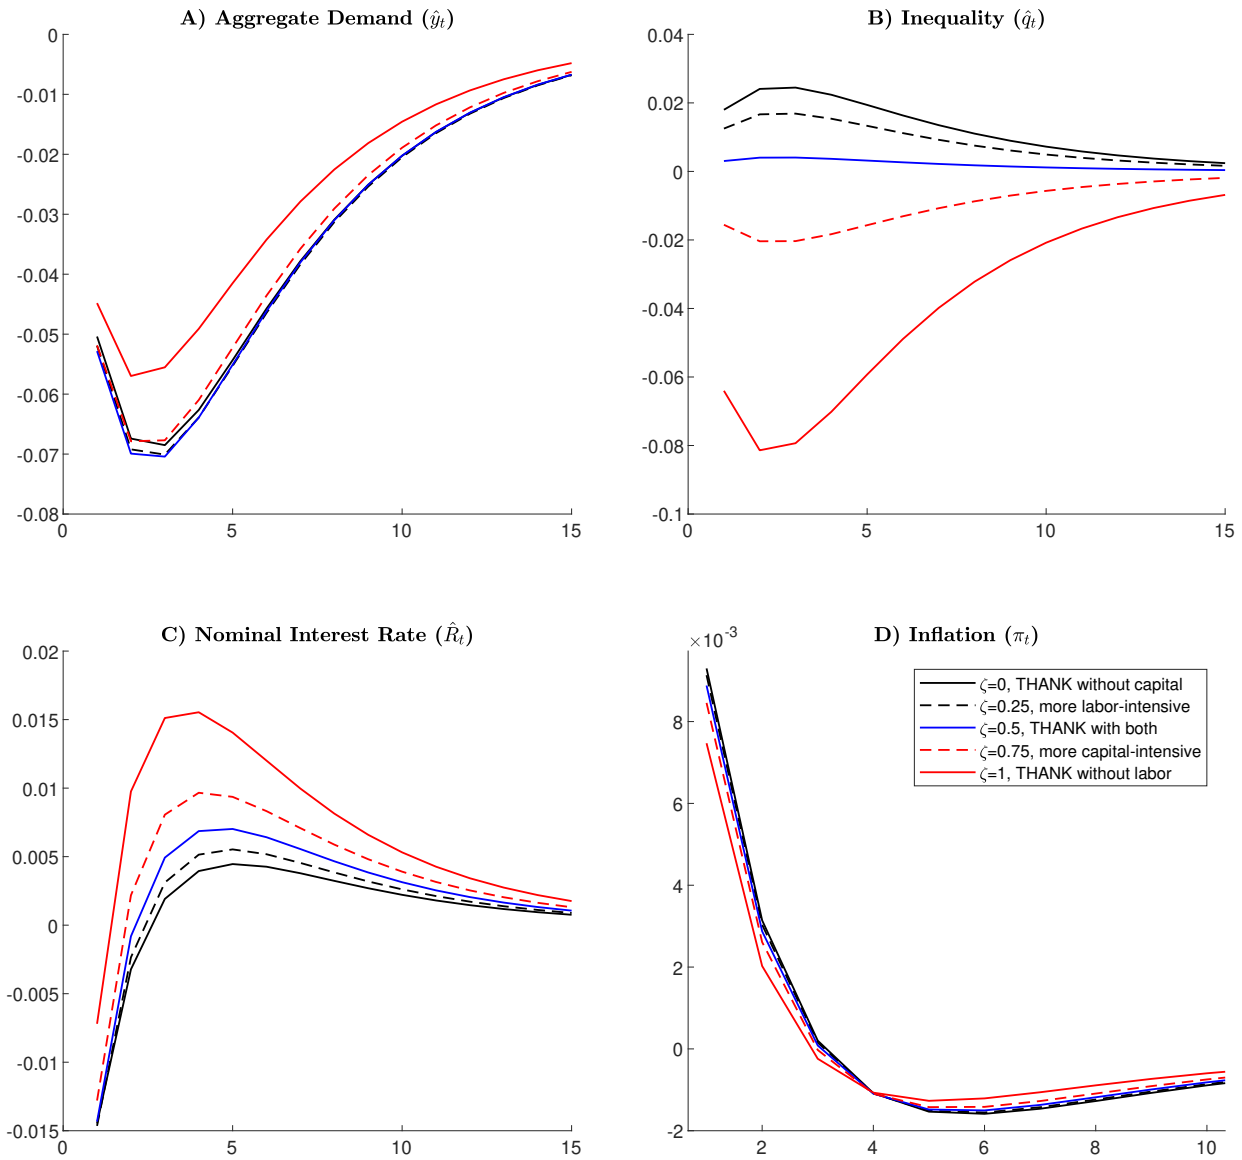 A) Aggregate Demand (ŷ_t)
0
-0.01
-0.02
-0.03
-0.04
-0.05
-0.06
-0.07
-0.08
0 5 10 15
B) Inequality (q̂_t)
0.04
0.02
0
-0.02
-0.04
-0.06
-0.08
-0.1
0 5 10 15
C) Nominal Interest Rate (R̂_t)
0.02
0.015
0.01
0.005
0
-0.005
-0.01
-0.015
0 5 10 15
D) Inflation (π_t)
×10^-3
8
6
4
2
0
-2
2 4 6 8 10
ζ=0, THANK without capital
ζ=0.25, more labor-intensive
ζ=0.5, THANK with both
ζ=0.75, more capital-intensive
ζ=1, THANK without labor